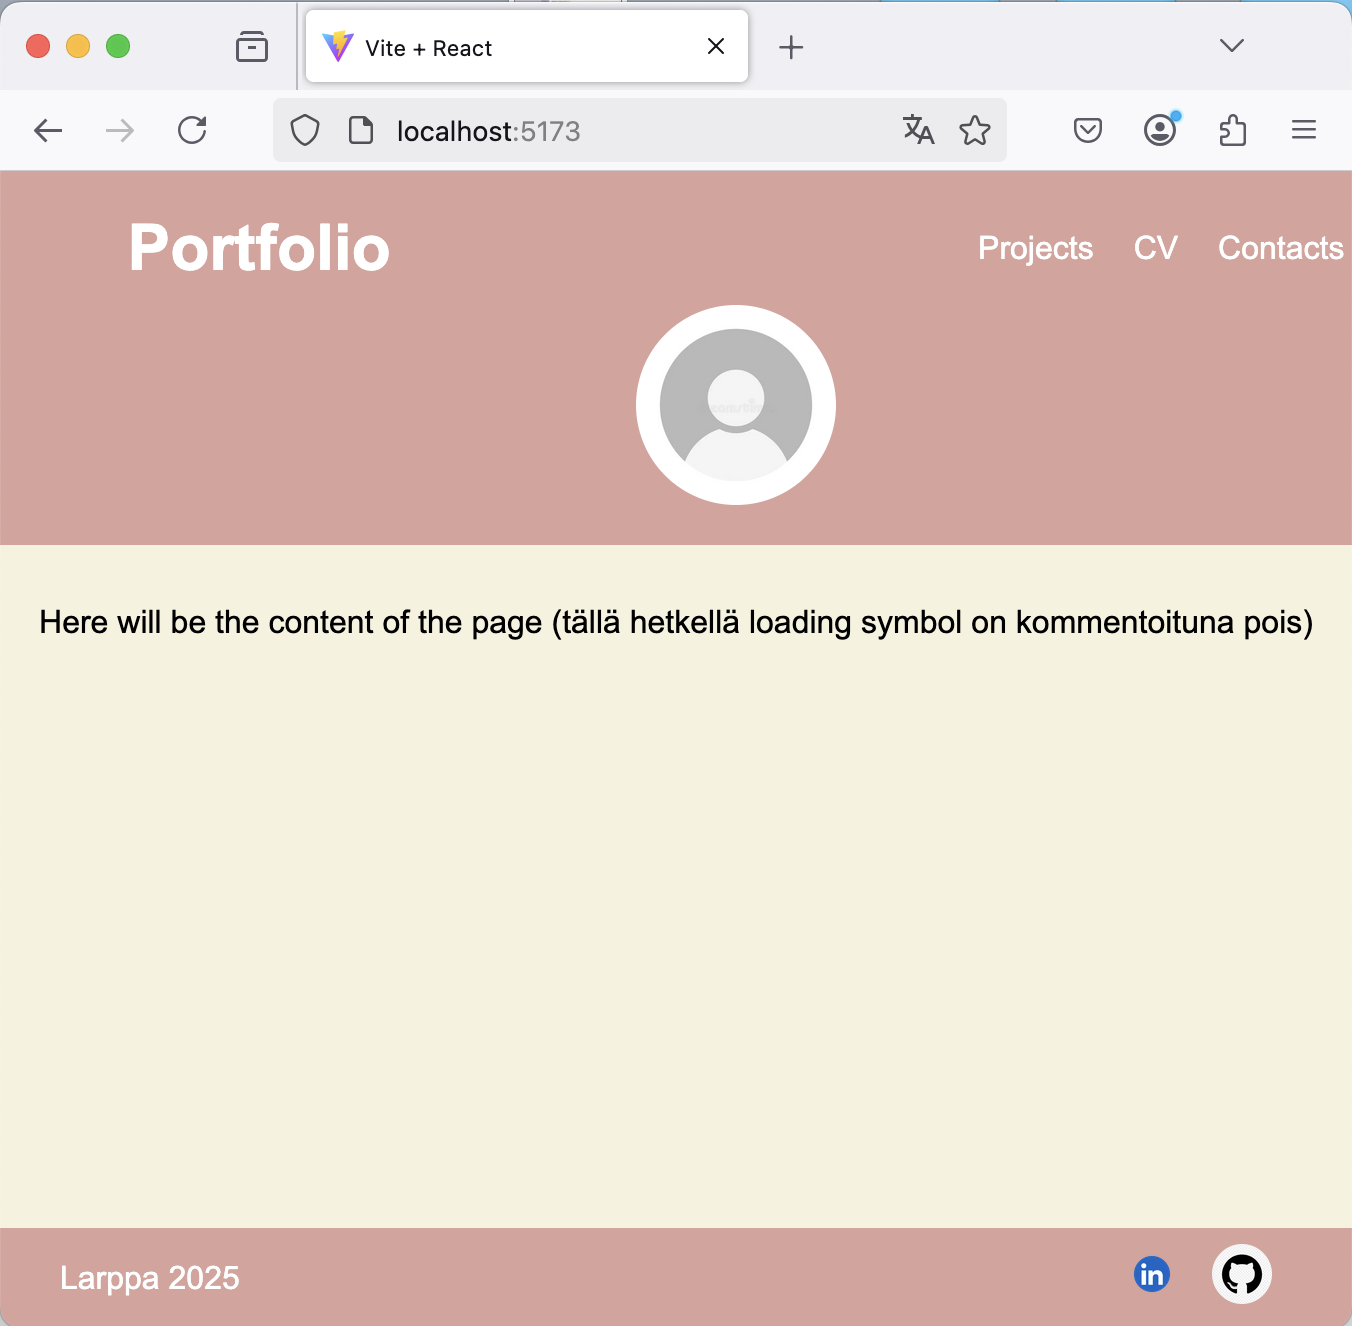 Vite + React
localhost:5173
Portfolio
Projects CV Contacts
Here will be the content of the page (tällä hetkellä loading symbol on kommentoituna pois)
Larppa 2025
in